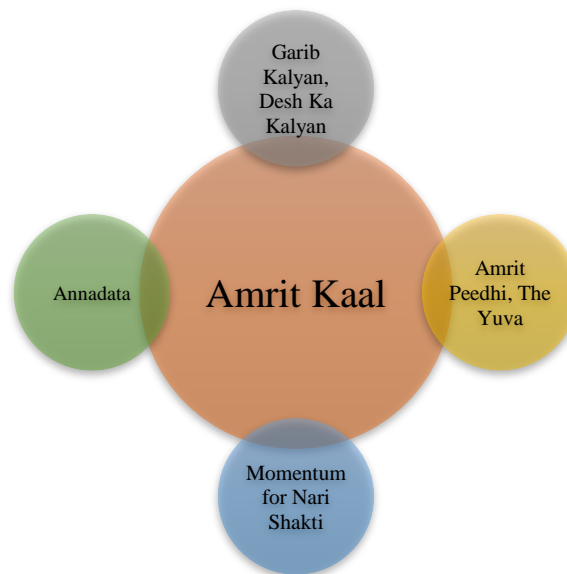 Garib
Kalyan,
Desh Ka
Kalyan
Annadata
Amrit Kaal
Amrit
Peedhi, The
Yuva
Momentum
for Nari
Shakti